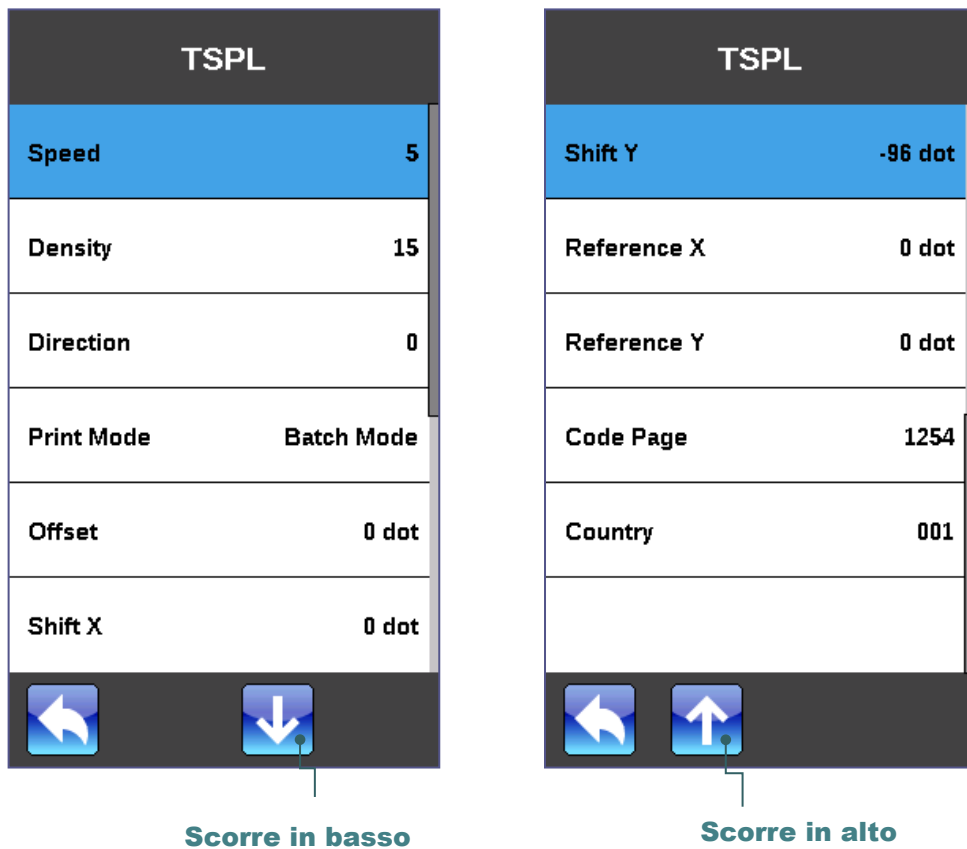 TSPL
Speed 5
Density 15
Direction 0
Print Mode Batch Mode
Offset 0 dot
Shift X 0 dot
Scorre in basso
TSPL
Shift Y -96 dot
Reference X 0 dot
Reference Y 0 dot
Code Page 1254
Country 001
Scorre in alto